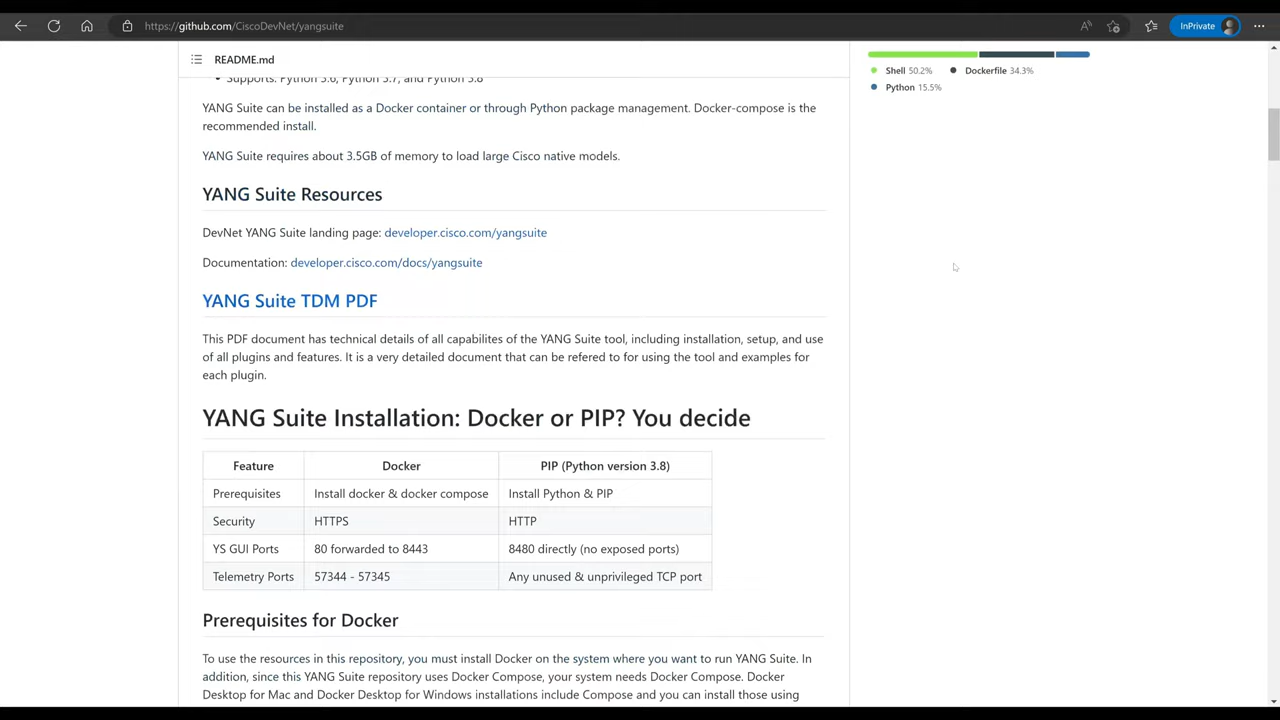 https://github.com/CiscoDevNet/yangsuite
InPrivate
README.md
Supports: Python 3.6, Python 3.7, and Python 3.8
YANG Suite can be installed as a Docker container or through Python package management. Docker-compose is the
recommended install.
YANG Suite requires about 3.5GB of memory to load large Cisco native models.
YANG Suite Resources
DevNet YANG Suite landing page: developer.cisco.com/yangsuite
Documentation: developer.cisco.com/docs/yangsuite
YANG Suite TDM PDF
This PDF document has technical details of all capabilites of the YANG Suite tool, including installation, setup, and use
of all plugins and features. It is a very detailed document that can be refered to for using the tool and examples for
each plugin.
YANG Suite Installation: Docker or PIP? You decide
Feature Docker PIP (Python version 3.8)
Prerequisites Install docker & docker compose Install Python & PIP
Security HTTPS HTTP
YS GUI Ports 80 forwarded to 8443 8480 directly (no exposed ports)
Telemetry Ports 57344 - 57345 Any unused & unprivileged TCP port
Prerequisites for Docker
To use the resources in this repository, you must install Docker on the system where you want to run YANG Suite. In
addition, since this YANG Suite repository uses Docker Compose, your system needs Docker Compose. Docker
Desktop for Mac and Docker Desktop for Windows installations include Compose and you can install those using
Shell 50.2% Dockerfile 34.3%
Python 15.5%